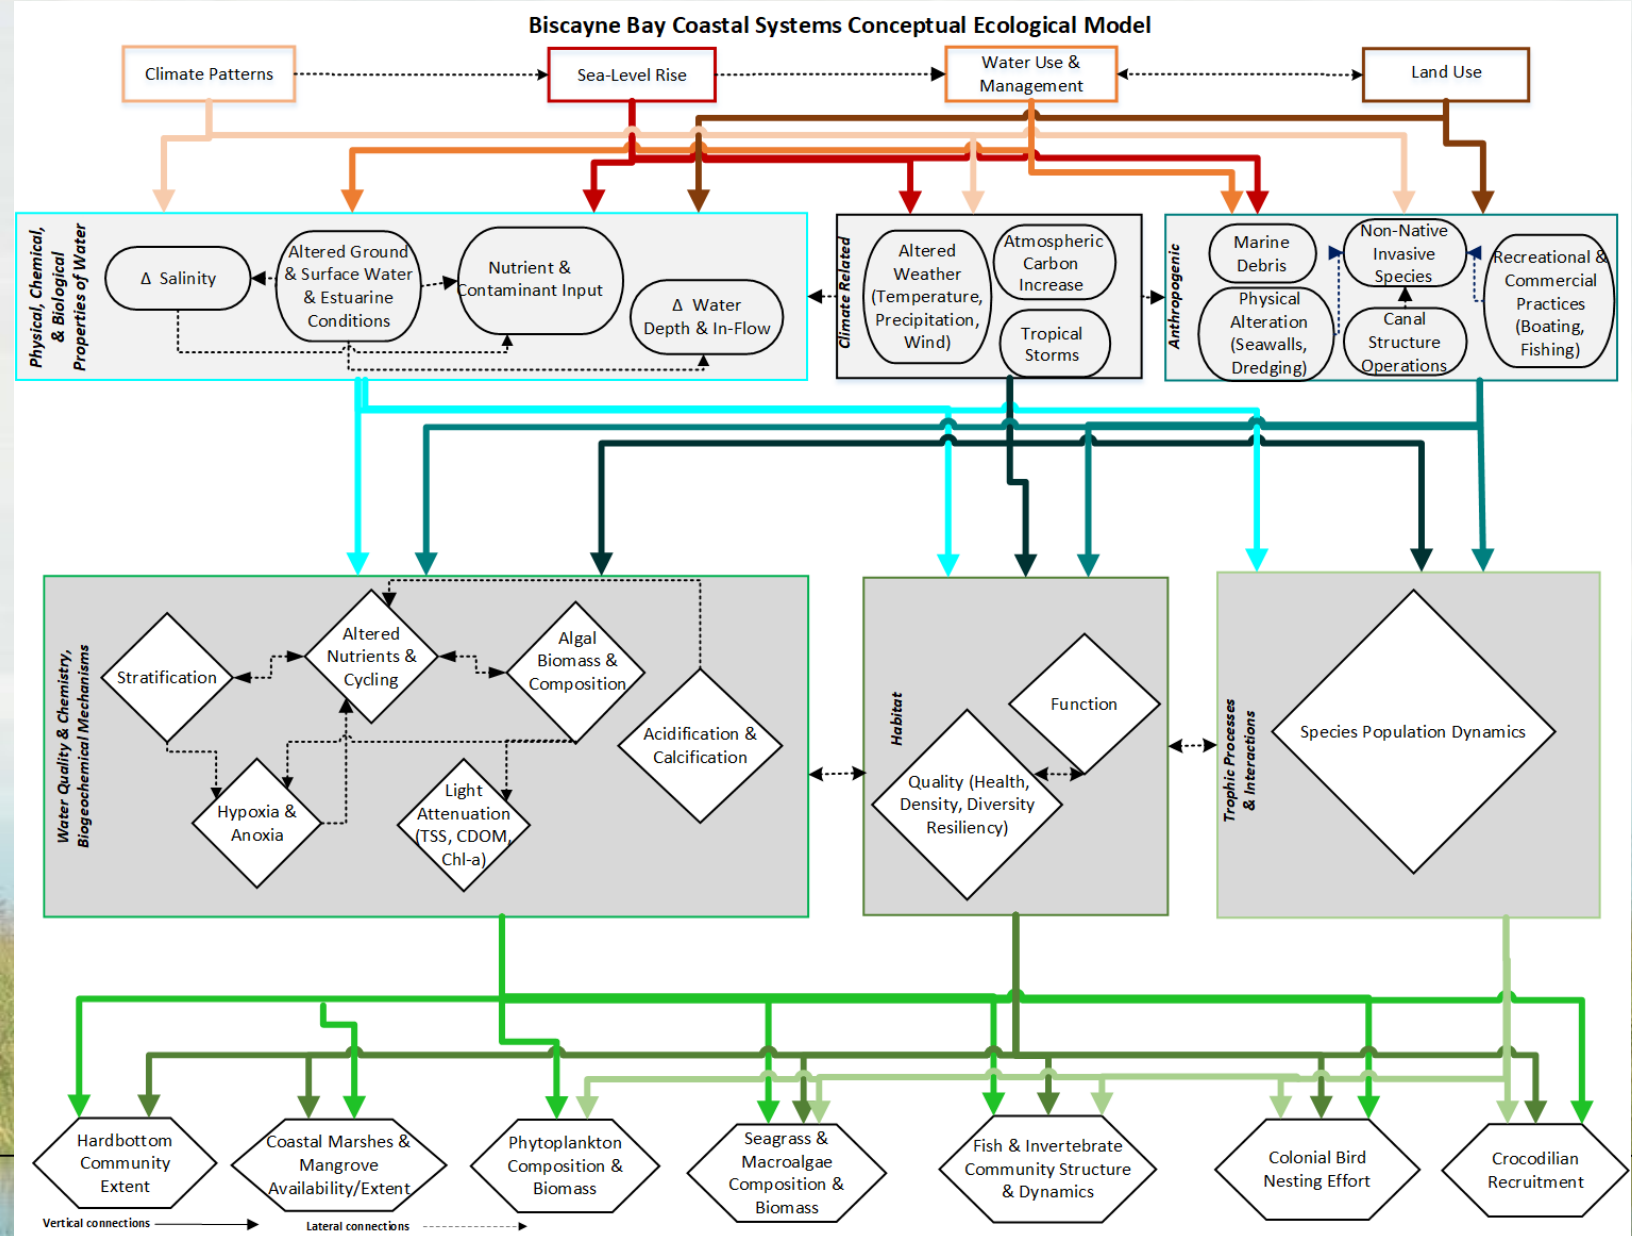 Biscayne Bay Coastal Systems Conceptual Ecological Model
Climate Patterns
Sea-Level Rise
Water Use &
Management
Land Use
Physical, Chemical,
& Biological
Properties of Water
Δ Salinity
Altered Ground
& Surface Water
& Estuarine
Conditions
Nutrient &
Contaminant Input
Δ Water
Depth & In-Flow
Climate Related
Altered
Weather
(Temperature,
Precipitation,
Wind)
Atmospheric
Carbon
Increase
Tropical
Storms
Anthropogenic
Marine
Debris
Physical
Alteration
(Seawalls,
Dredging)
Non-Native
Invasive
Species
Canal
Structure
Operations
Recreational &
Commercial
Practices
(Boating,
Fishing)
Water Quality & Chemistry,
Biogeochemical Mechanisms
Stratification
Altered
Nutrients &
Cycling
Algal
Biomass &
Composition
Acidification &
Calcification
Hypoxia &
Anoxia
Light
Attenuation
(TSS, CDOM,
Chl-a)
Habitat
Function
Quality (Health,
Density, Diversity
Resiliency)
Trophic Processes
& Interactions
Species Population Dynamics
Hardbottom
Community
Extent
Coastal Marshes &
Mangrove
Availability/Extent
Phytoplankton
Composition &
Biomass
Seagrass &
Macroalgae
Composition &
Biomass
Fish & Invertebrate
Community Structure
& Dynamics
Colonial Bird
Nesting Effort
Crocodilian
Recruitment
Vertical connections
Lateral connections